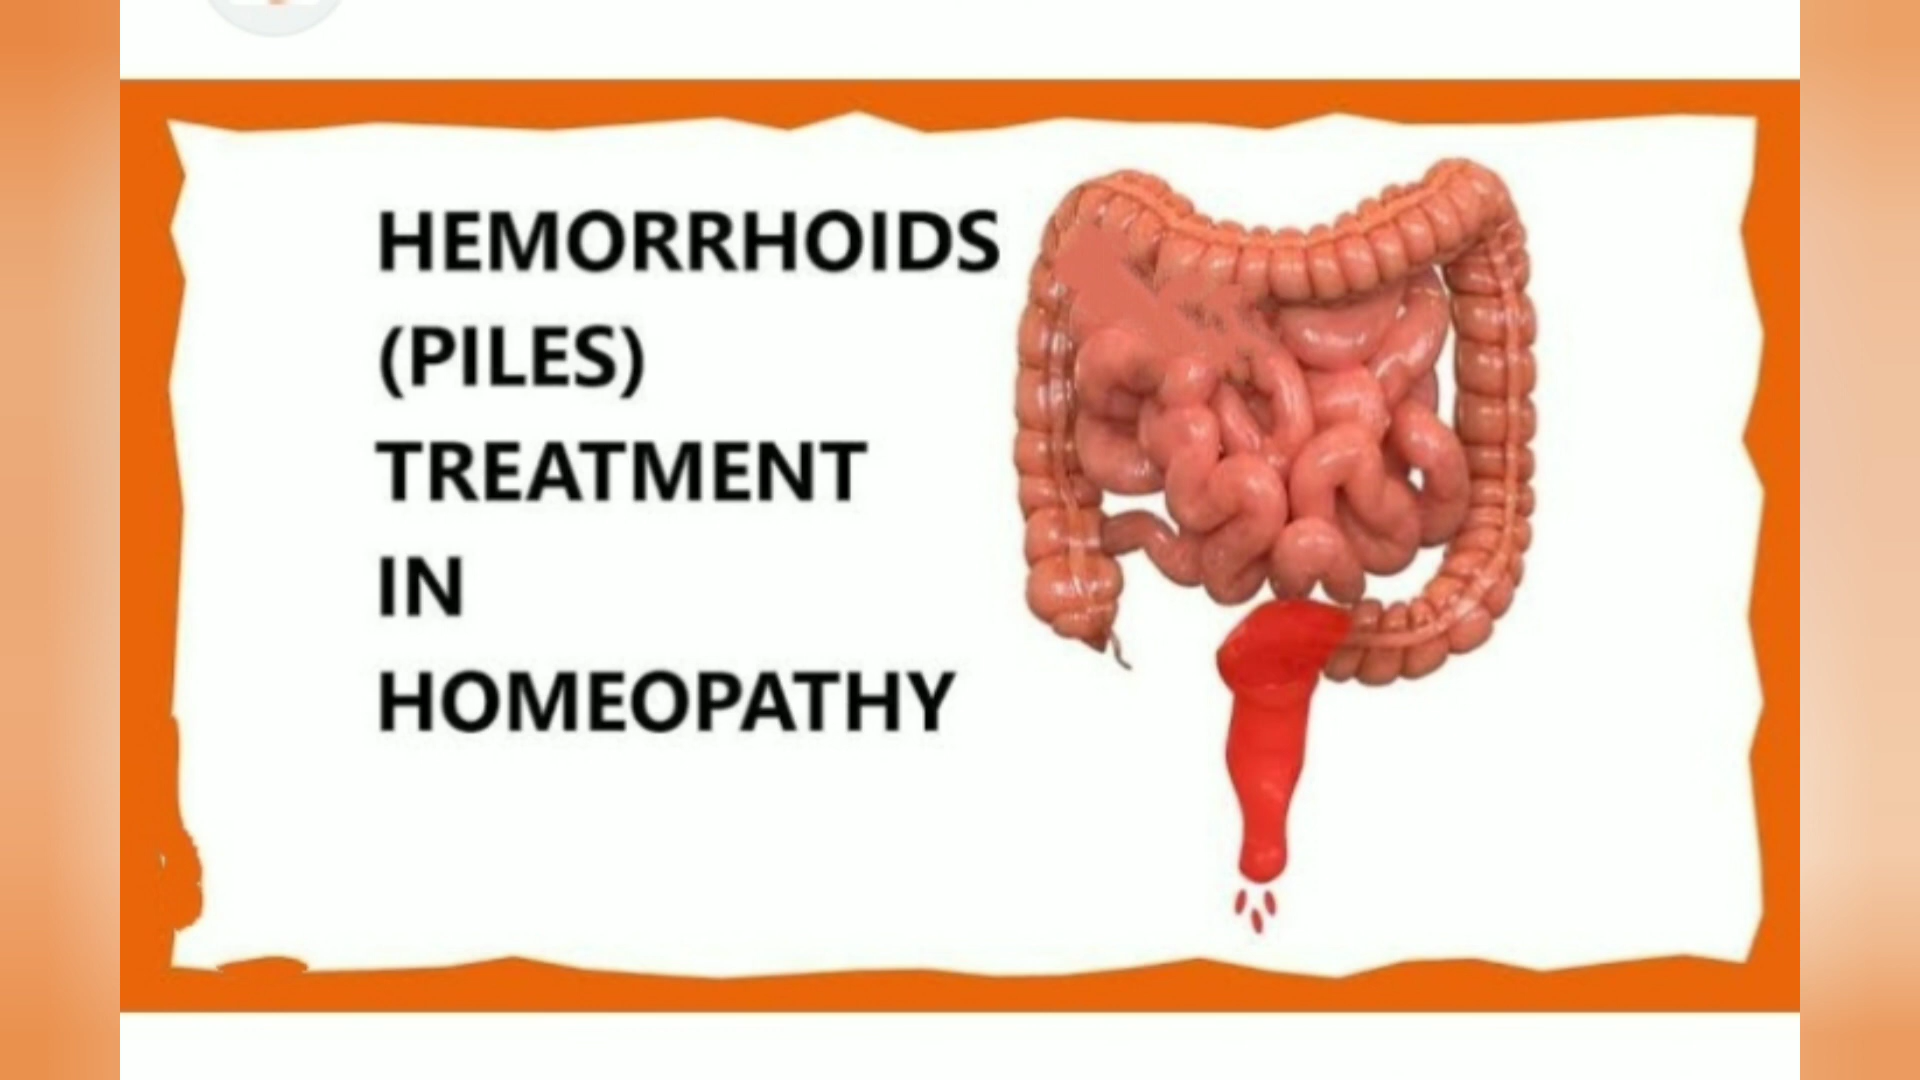 HEMORRHOIDS
(PILES)
TREATMENT
IN
HOMEOPATHY